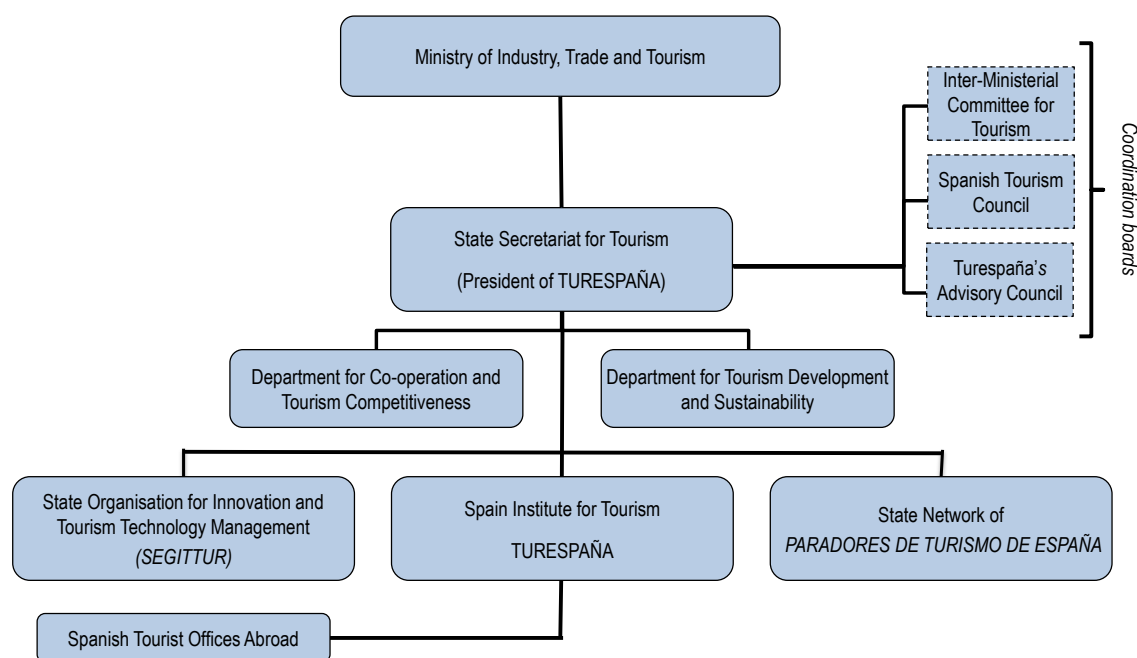 Ministry of Industry, Trade and Tourism
Inter-Ministerial
Committee for
Tourism
Spanish Tourism
Council
Turespaña's
Advisory Council
Coordination boards
State Secretariat for Tourism
(President of TURESPAÑA)
Department for Co-operation and
Tourism Competitiveness
Department for Tourism Development
and Sustainability
State Organisation for Innovation and
Tourism Technology Management
(SEGITTUR)
Spain Institute for Tourism
TURESPAÑA
State Network of
PARADORES DE TURISMO DE ESPAÑA
Spanish Tourist Offices Abroad